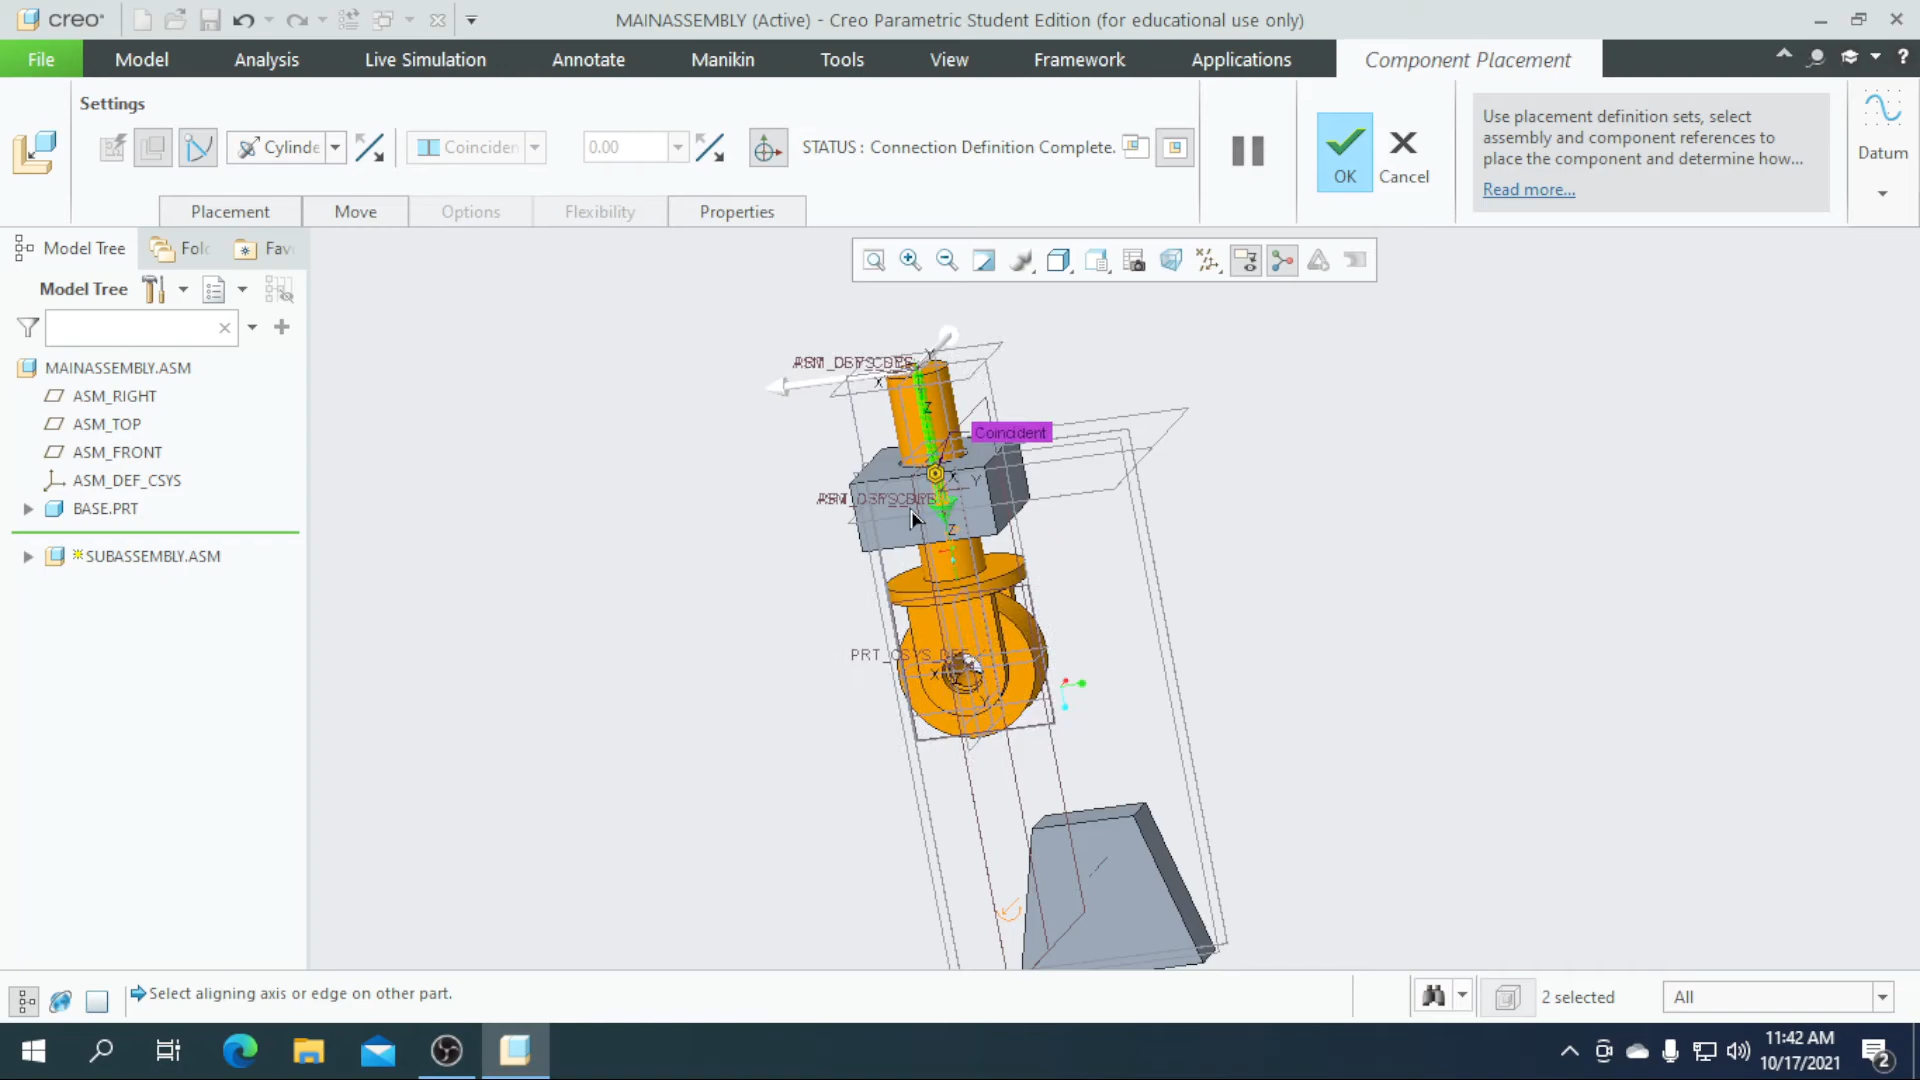 creo
MAINASSEMBLY (Active) - Creo Parametric Student Edition (for educational use only)
File Model Analysis Live Simulation Annotate Manikin Tools View Framework Applications Component Placement
Settings
Cylinde
Coinciden
0.00
STATUS : Connection Definition Complete.
OK
Cancel
Use placement definition sets, select
assembly and component references to
place the component and determine how...
Read more...
Datum
Placement Move Options Flexibility Properties
Model Tree
Fol
Fav
Model Tree
MAINASSEMBLY.ASM
ASM_RIGHT
ASM_TOP
ASM_FRONT
ASM_DEF_CSYS
BASE.PRT
SUBASSEMBLY.ASM
Y
X
Z
Coincident
X
Y
Z
PRT_CSYS_DEF
X
Y
Select aligning axis or edge on other part.
2 selected
All
11:42 AM
10/17/2021
2